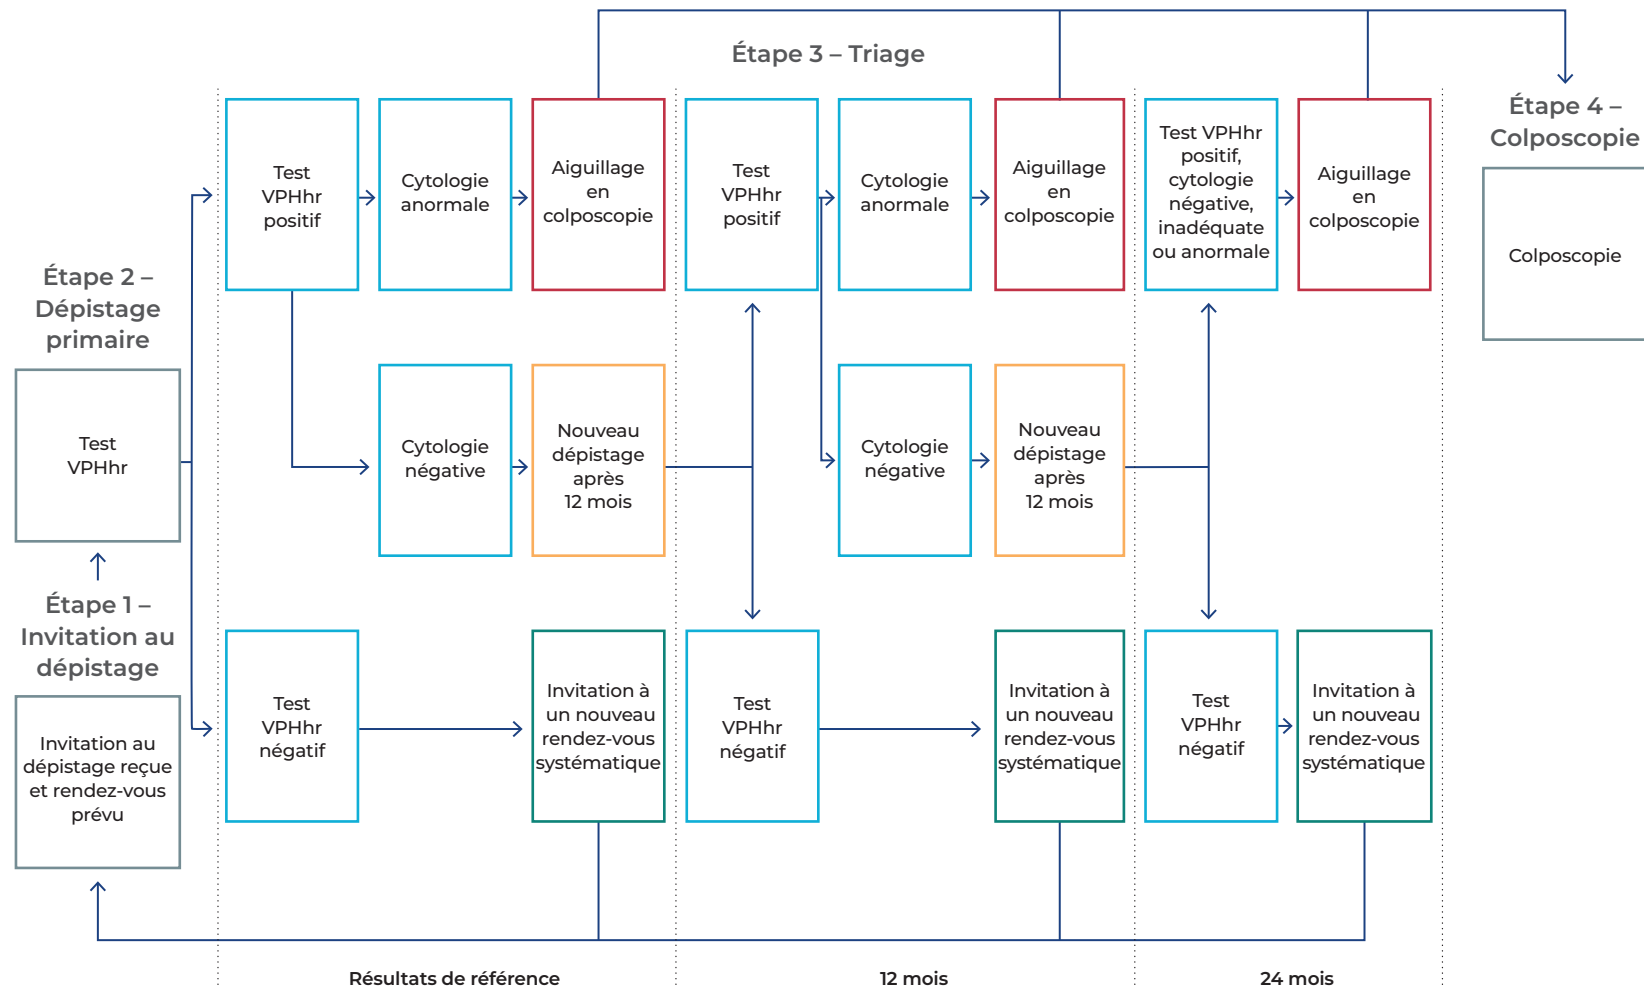 Étape 3 – Triage
Étape 4 –
Colposcopie
Colposcopie
Étape 2 –
Dépistage
primaire
Test
VPHhr
Étape 1 –
Invitation au
dépistage
Invitation au
dépistage reçue
et rendez-vous
prévu
Test
VPHhr
positif
Cytologie
anormale
Aiguillage
en
colposcopie
Cytologie
négative
Nouveau
dépistage
après
12 mois
Test
VPHhr
négatif
Invitation à
un nouveau
rendez-vous
systématique
Test
VPHhr
positif
Cytologie
anormale
Aiguillage
en
colposcopie
Cytologie
négative
Nouveau
dépistage
après
12 mois
Test
VPHhr
négatif
Invitation à
un nouveau
rendez-vous
systématique
Test VPHhr
positif,
cytologie
négative,
inadéquate
ou anormale
Aiguillage
en
colposcopie
Test
VPHhr
négatif
Invitation à
un nouveau
rendez-vous
systématique
Résultats de référence
12 mois
24 mois